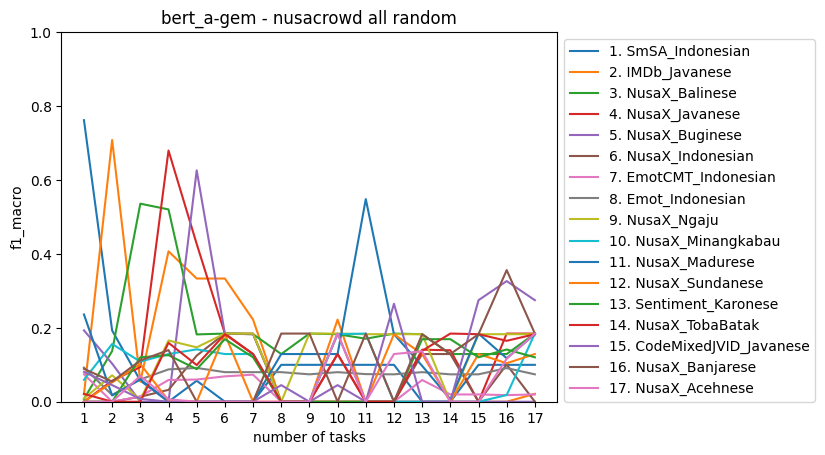 bert_a-gem - nusacrowd all random
1.0
0.8
0.6
0.4
0.2
0.0
f1_macro
1 2 3 4 5 6 7 8 9 10 11 12 13 14 15 16 17
number of tasks
1. SmSA_Indonesian
2. IMDb_Javanese
3. NusaX_Balinese
4. NusaX_Javanese
5. NusaX_Buginese
6. NusaX_Indonesian
7. EmotCMT_Indonesian
8. Emot_Indonesian
9. NusaX_Ngaju
10. NusaX_Minangkabau
11. NusaX_Madurese
12. NusaX_Sundanese
13. Sentiment_Karonese
14. NusaX_TobaBatak
15. CodeMixedJVID_Javanese
16. NusaX_Banjarese
17. NusaX_Acehnese